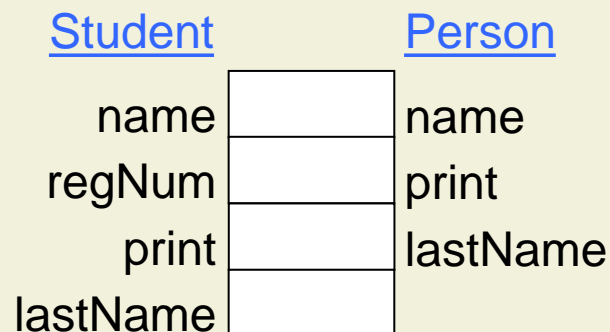 Student Person
name name
regNum print
print lastName
lastName